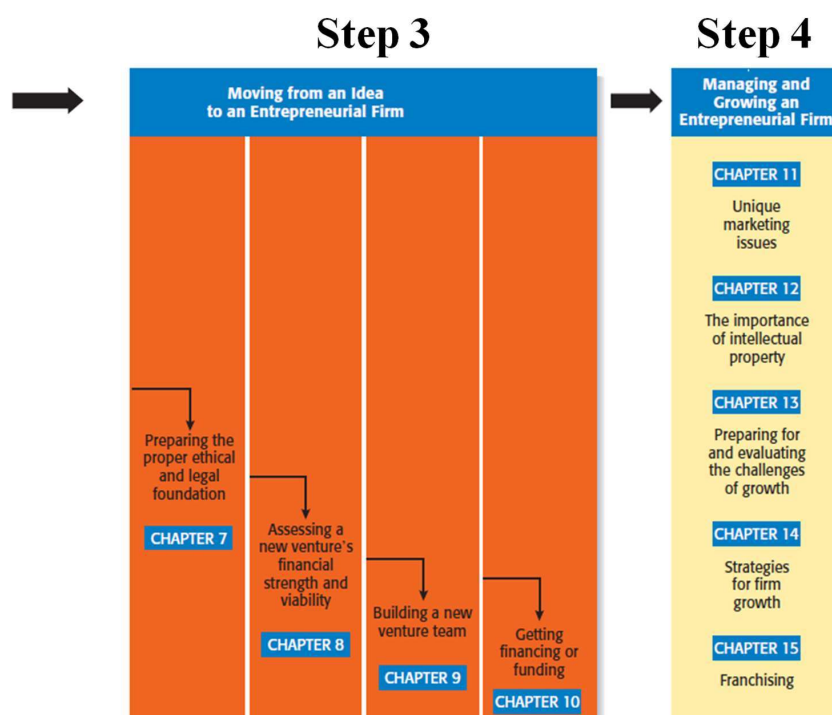 Step 3
Step 4
Moving from an Idea
to an Entrepreneurial Firm
Managing and
Growing an
Entrepreneurial Firm
Preparing the
proper ethical
and legal
foundation
CHAPTER 7
Assessing a
new venture's
financial
strength and
viability
CHAPTER 8
Building a new
venture team
CHAPTER 9
Getting
financing or
funding
CHAPTER 10
CHAPTER 11
Unique
marketing
issues
CHAPTER 12
The importance
of intellectual
property
CHAPTER 13
Preparing for
and evaluating
the challenges
of growth
CHAPTER 14
Strategies
for firm
growth
CHAPTER 15
Franchising